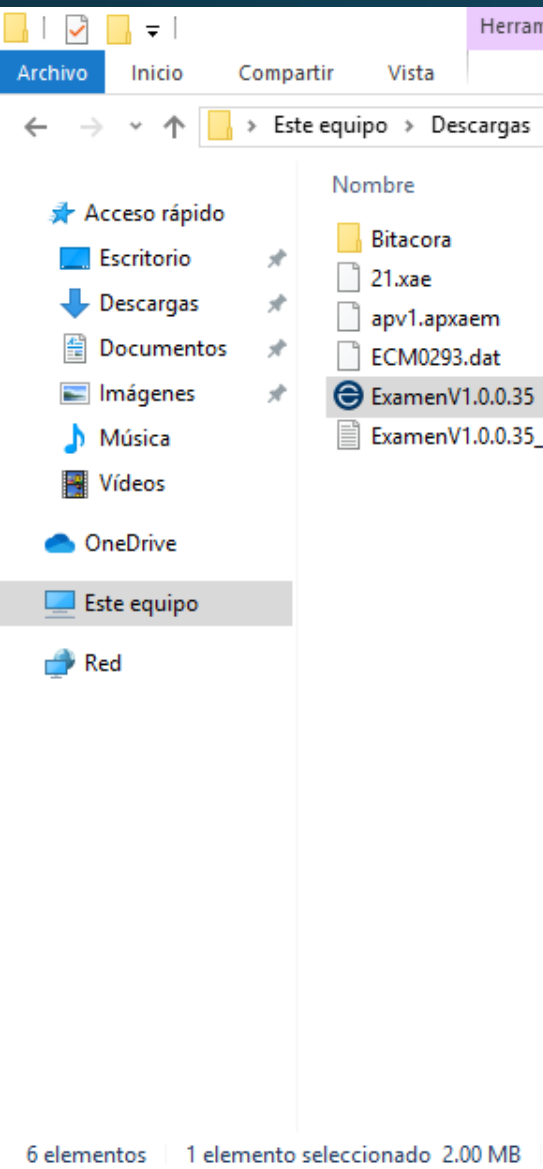 Herram
Archivo Inicio Compartir Vista
Este equipo > Descargas
Nombre
Acceso rápido
Escritorio
Descargas
Documentos
Imágenes
Música
Vídeos
OneDrive
Este equipo
Red
Bitacora
21.xae
apv1.apxaem
ECM0293.dat
ExamenV1.0.0.35
ExamenV1.0.0.35_
6 elementos 1 elemento seleccionado 2.00 MB